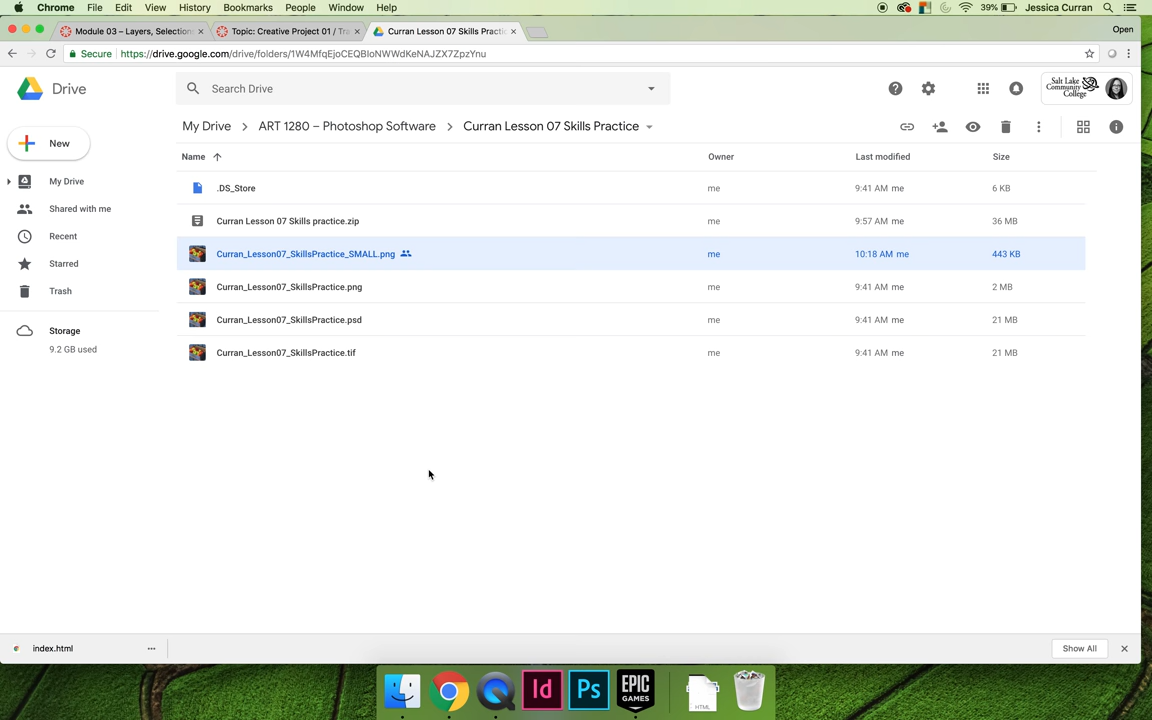 Chrome File Edit View History Bookmarks People Window Help 39% Jessica Curran
Module 03 – Layers, Selection Topic: Creative Project 01 / Tra Curran Lesson 07 Skills Practic Open
Secure https://drive.google.com/drive/folders/1W4MfqEjoCEQBIoNWWdKeNAJZX7ZpzYnu
Drive Search Drive Salt Lake Community College
My Drive ART 1280 – Photoshop Software Curran Lesson 07 Skills Practice
New
Name Owner Last modified Size
My Drive
.DS_Store me 9:41 AM me 6 KB
Shared with me
Curran Lesson 07 Skills practice.zip me 9:57 AM me 36 MB
Recent
Curran_Lesson07_SkillsPractice_SMALL.png me 10:18 AM me 443 KB
Starred
Curran_Lesson07_SkillsPractice.png me 9:41 AM me 2 MB
Trash
Curran_Lesson07_SkillsPractice.psd me 9:41 AM me 21 MB
Storage
9.2 GB used
Curran_Lesson07_SkillsPractice.tif me 9:41 AM me 21 MB
index.html Show All
Id Ps EPIC GAMES HTML